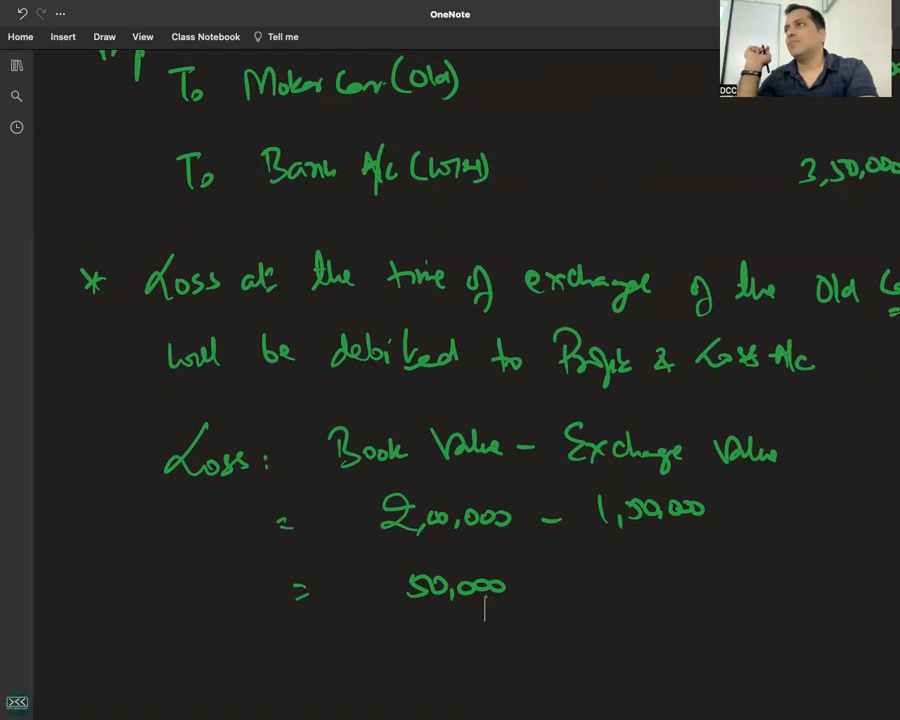 OneNote
Home Insert Draw View Class Notebook Tell me
DCC
To Motor Car (Old)
To Bank A/c (W.N.)
3,50,000
* Loss at the time of exchange of the Old
will be debited to Profit & Loss A/c
Loss: Book Value - Exchange Value
= 2,00,000 - 1,50,000
= 50,000